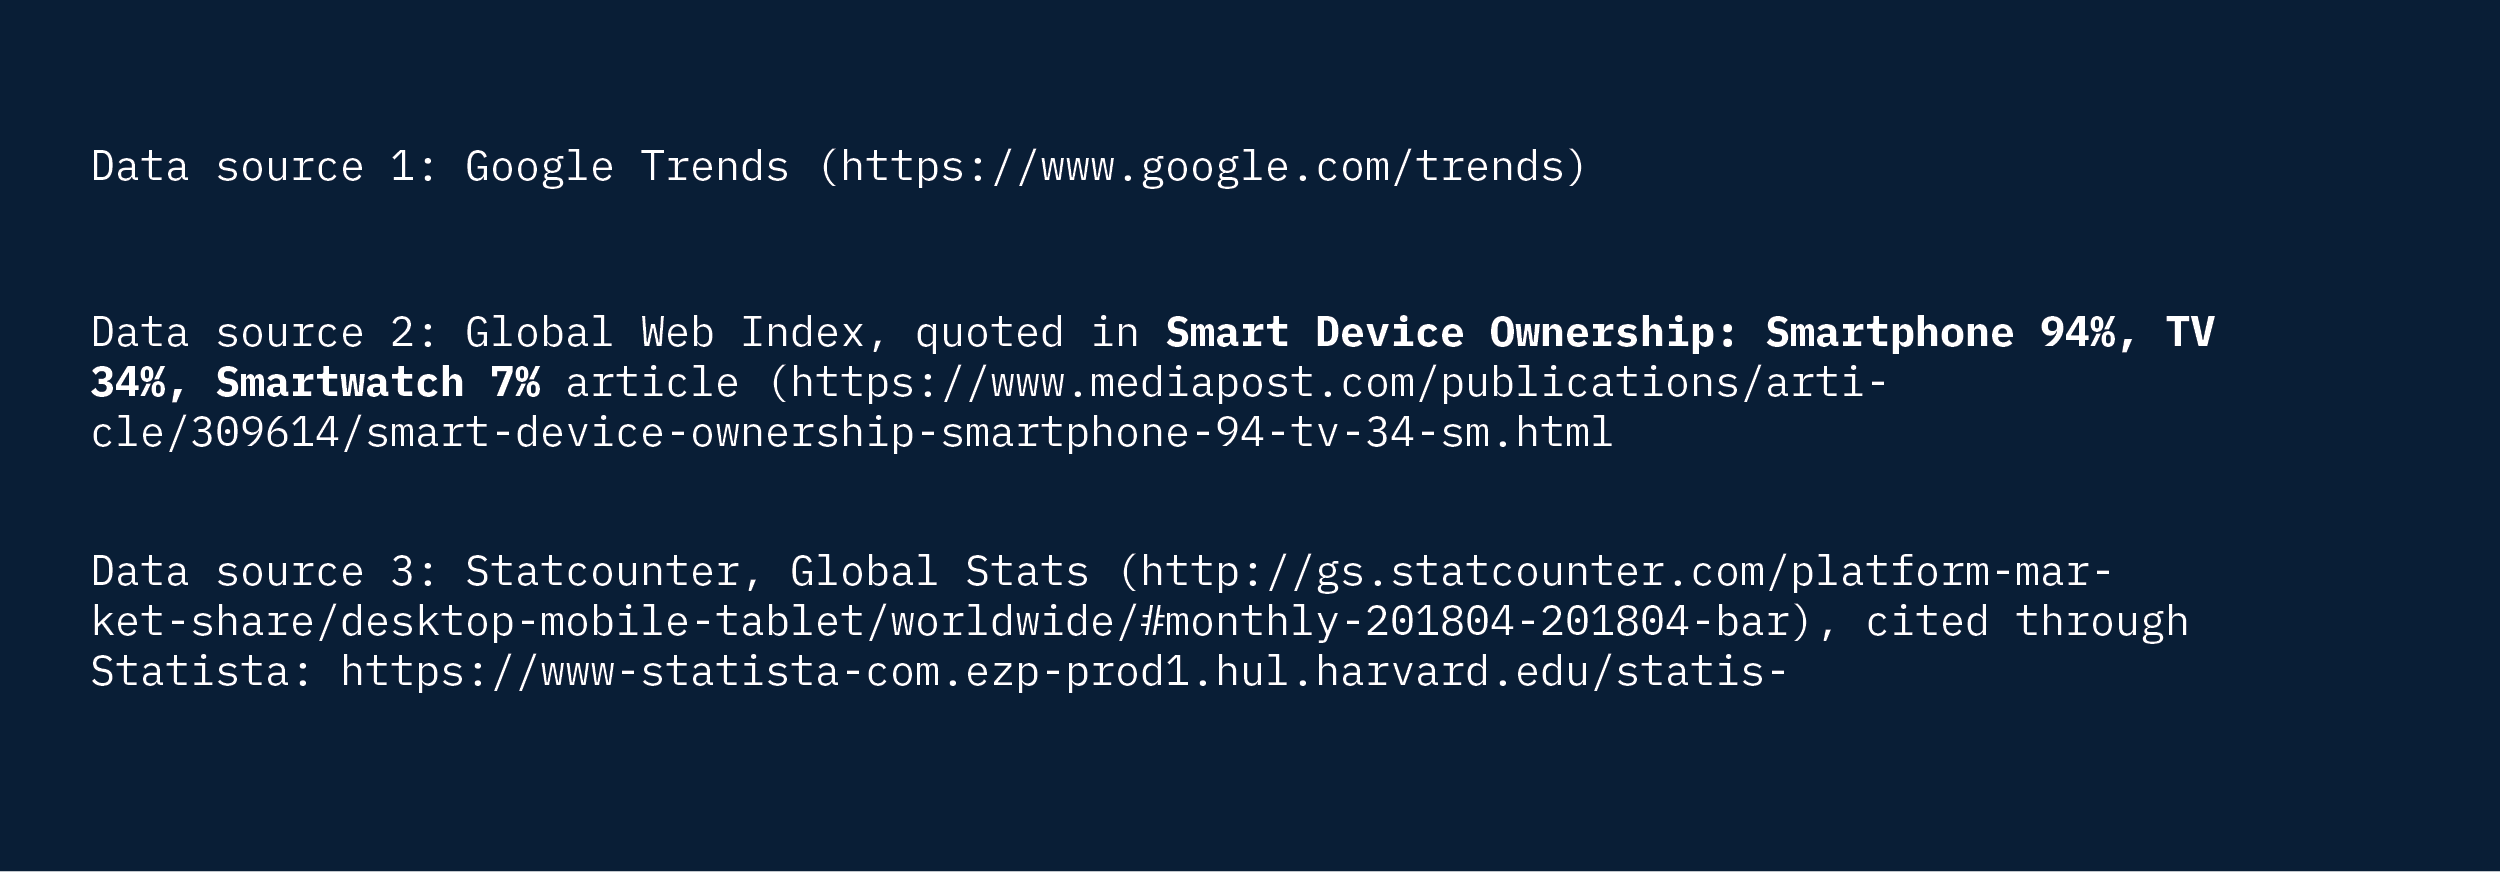 Data source 1: Google Trends (https://www.google.com/trends)
Data source 2: Global Web Index, quoted in Smart Device Ownership: Smartphone 94%, TV
34%, Smartwatch 7% article (https://www.mediapost.com/publications/arti-
cle/309614/smart-device-ownership-smartphone-94-tv-34-sm.html
Data source 3: Statcounter, Global Stats (http://gs.statcounter.com/platform-mar-
ket-share/desktop-mobile-tablet/worldwide/#monthly-201804-201804-bar), cited through
Statista: https://www-statista-com.ezp-prod1.hul.harvard.edu/statis-